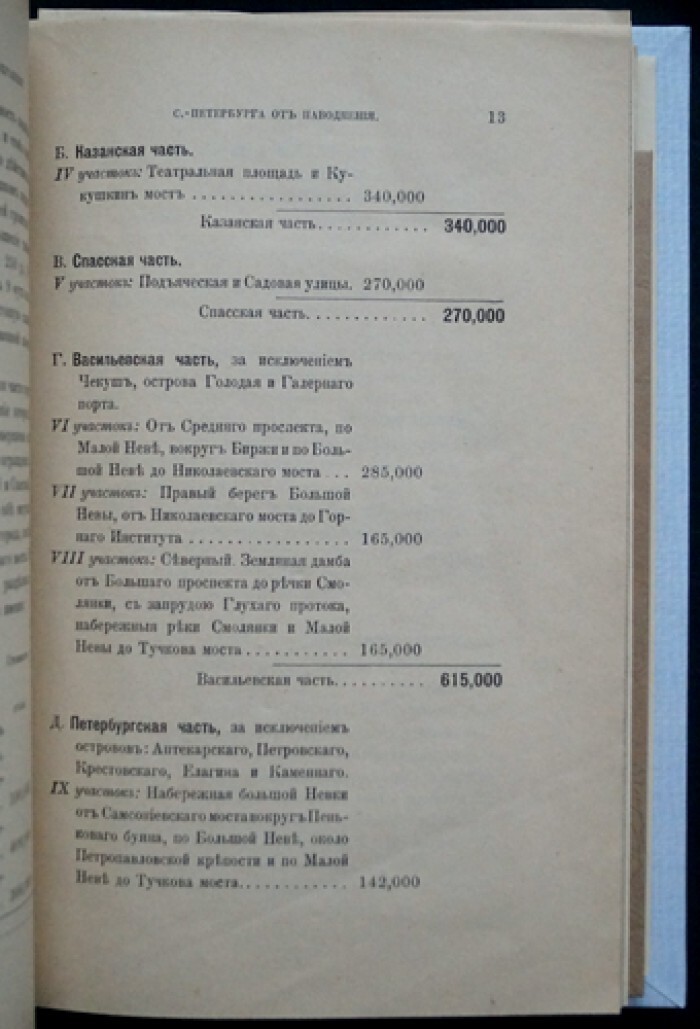 С.-ПЕТЕРБУРГА ОТЪ НАВОДНЕНІЯ. 13
Б. Казанская часть.
IV участокъ: Театральная площадь и Ку-
кушкинъ мостъ . . . . . . . . . . . . . . . . . 340,000
Казанская часть. . . . . . . . . . . . 340,000
В. Спасская часть.
V участокъ: Подъяческая и Садовая улицы. 270,000
Спасская часть. . . . . . . . . . . . . 270,000
Г. Васильевская часть, за исключеніемъ
Чекушъ, острова Голодая и Галернаго
порта.
VI участокъ: Отъ Средняго проспекта, по
Малой Невѣ, вокругъ Биржи и по Боль-
шой Невѣ до Николаевскаго моста . . . 285,000
VII участокъ: Правый берегъ Большой
Невы, отъ Николаевскаго моста до Гор-
наго Института . . . . . . . . . . . . . . . . . 165,000
VIII участокъ: Сѣверный. Земляная дамба
отъ Большаго проспекта до рѣчки Смо-
лянки, съ запрудою Глухаго протока,
набережныя рѣки Смолянки и Малой
Невы до Тучкова моста . . . . . . . . . . . 165,000
Васильевская часть. . . . . . . . . . 615,000
Д. Петербургская часть, за исключеніемъ
острововъ: Аптекарскаго, Петровскаго,
Крестовскаго, Елагина и Каменнаго.
IX участокъ: Набережная большой Невки
отъ Самсоніевскаго моста вокругъ Пень-
коваго буяна, по Большой Невѣ, около
Петропавловской крѣпости и по Малой
Невѣ до Тучкова моста. . . . . . . . . . . . 142,000